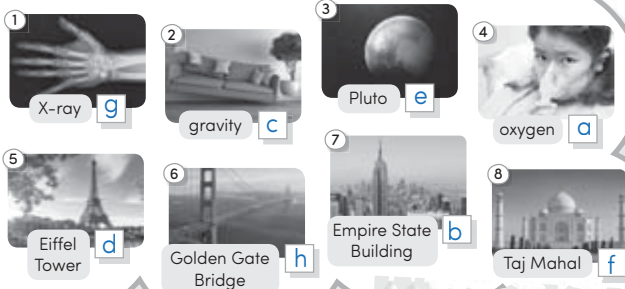 1
X-ray g
2
gravity c
3
Pluto e
4
oxygen a
5
Eiffel
Tower d
6
Golden Gate
Bridge h
7
Empire State
Building b
8
Taj Mahal f